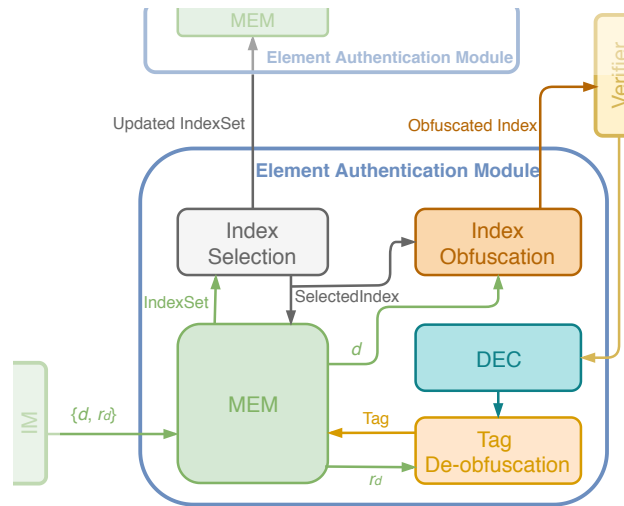 MEM
Element Authentication Module
Verifier
Updated IndexSet
Obfuscated Index
Element Authentication Module
Index
Selection
Index
Obfuscation
IndexSet
SelectedIndex
d
DEC
MEM
IM
{d, rd}
Tag
Tag
De-obfuscation
rd